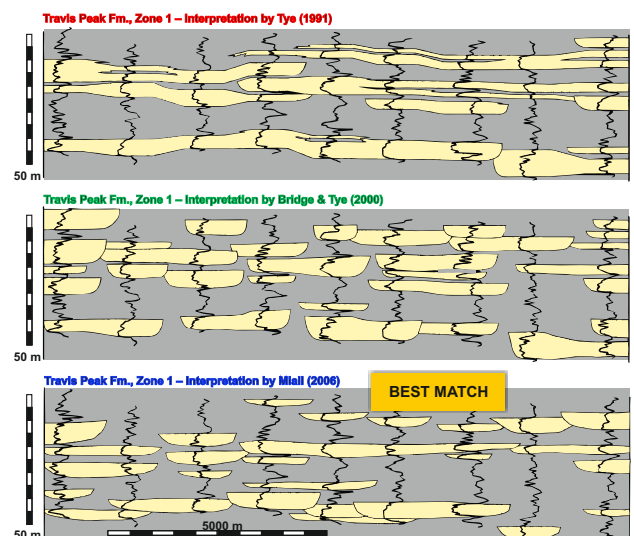 Travis Peak Fm., Zone 1 – Interpretation by Tye (1991)
50 m
Travis Peak Fm., Zone 1 – Interpretation by Bridge & Tye (2000)
50 m
Travis Peak Fm., Zone 1 – Interpretation by Miall (2006)
BEST MATCH
5000 m
50 m